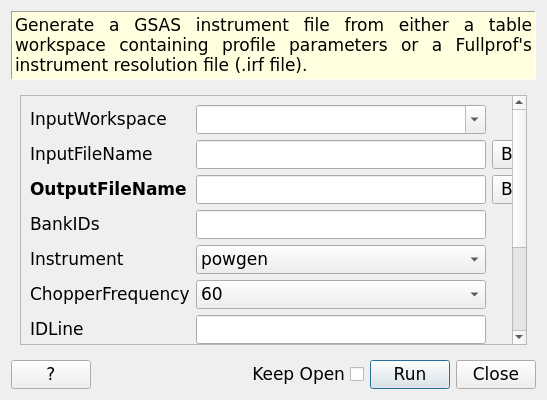 Generate a GSAS instrument file from either a table
workspace containing profile parameters or a Fullprof's
instrument resolution file (.irf file).
InputWorkspace
InputFileName B
OutputFileName B
BankIDs
Instrument powgen
ChopperFrequency 60
IDLine
? Keep Open Run Close